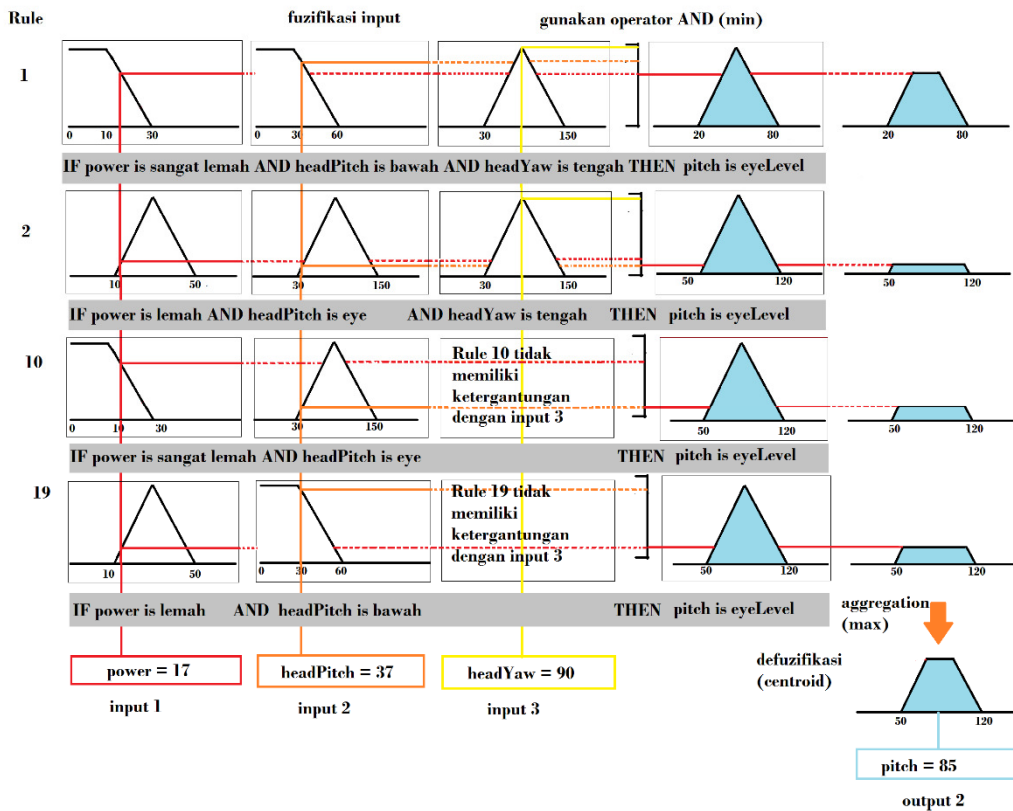 Rule
fuzifikasi input
gunakan operator AND (min)
1
0 10 30
0 30 60
30 150
20 85
20 85
IF power is sangat lemah AND headPitch is bawah AND headYaw is tengah THEN pitch is eyeLevel
2
10 50
30 150
30 150
50 120
50 120
IF power is lemah AND headPitch is eye AND headYaw is tengah THEN pitch is eyeLevel
10
0 10 30
30 150
Rule 10 tidak
memiliki
ketergantungan
dengan input 3
50 120
50 120
IF power is sangat lemah AND headPitch is eye THEN pitch is eyeLevel
19
10 50
0 30 60
Rule 19 tidak
memiliki
ketergantungan
dengan input 3
50 120
50 120
IF power is lemah AND headPitch is bawah THEN pitch is eyeLevel
aggregation
(max)
defuzifikasi
(centroid)
50 120
power = 17
headPitch = 37
headYaw = 90
pitch = 85
input 1
input 2
input 3
output 2